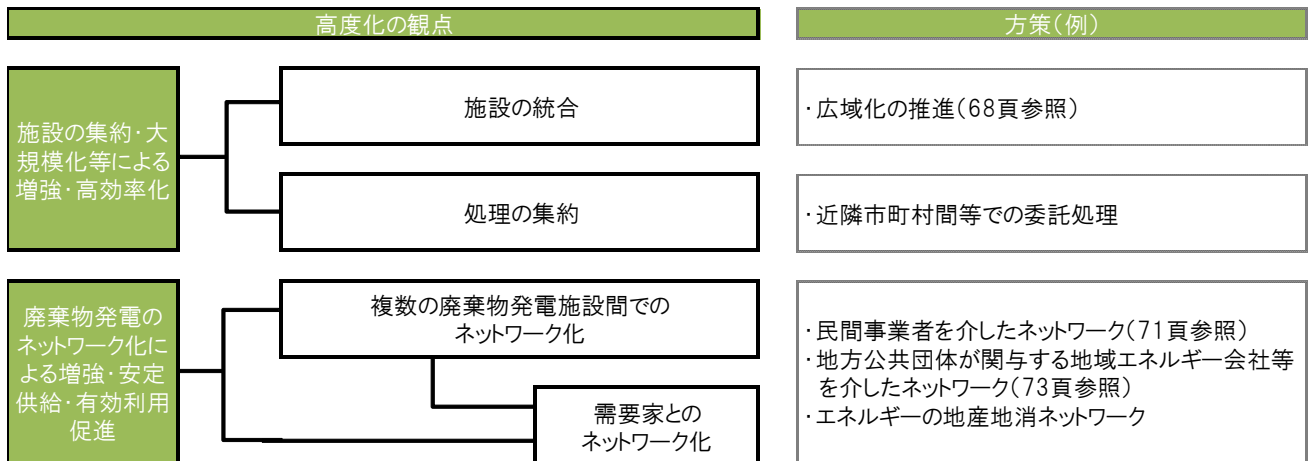 高度化の観点
方策(例)
施設の集約・大
規模化等による
増強・高効率化
施設の統合
・広域化の推進(68頁参照)
処理の集約
・近隣市町村間等での委託処理
廃棄物発電の
ネットワーク化に
よる増強・安定
供給・有効利用
促進
複数の廃棄物発電施設間での
ネットワーク化
需要家との
ネットワーク化
・民間事業者を介したネットワーク(71頁参照)
・地方公共団体が関与する地域エネルギー会社等
を介したネットワーク(73頁参照)
・エネルギーの地産地消ネットワーク